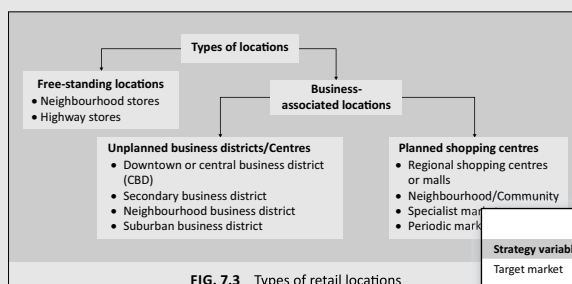 Types of locations
Free-standing locations
• Neighbourhood stores
• Highway stores
Business-
associated locations
Unplanned business districts/Centres
• Downtown or central business district
(CBD)
• Secondary business district
• Neighbourhood business district
• Suburban business district
Planned shopping centres
• Regional shopping centres
or malls
• Neighbourhood/Community
• Specialist
• Periodic
FIG. 7.3 Types of retail locations
Strategy
Target market